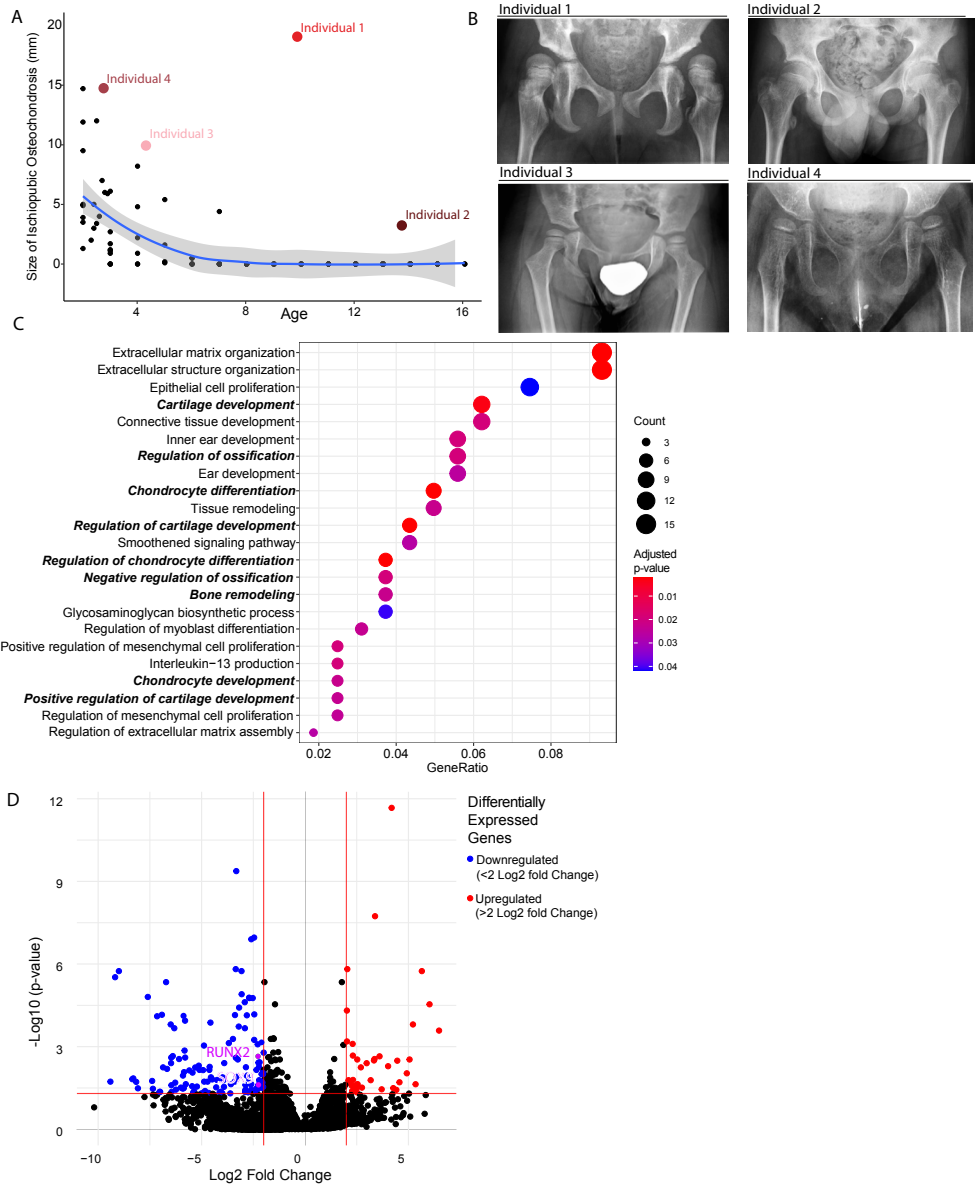 A
Size of Ischiopubic Osteochondrosis (mm)
20
15
10
5
0
Individual 1
Individual 4
Individual 3
Individual 2
4
8
12
16
Age
B
Individual 1
Individual 2
Individual 3
Individual 4
C
Extracellular matrix organization
Extracellular structure organization
Epithelial cell proliferation
Cartilage development
Connective tissue development
Inner ear development
Regulation of ossification
Ear development
Chondrocyte differentiation
Tissue remodeling
Regulation of cartilage development
Smoothened signaling pathway
Regulation of chondrocyte differentiation
Negative regulation of ossification
Bone remodeling
Glycosaminoglycan biosynthetic process
Regulation of myoblast differentiation
Positive regulation of mesenchymal cell proliferation
Interleukin−13 production
Chondrocyte development
Positive regulation of cartilage development
Regulation of mesenchymal cell proliferation
Regulation of extracellular matrix assembly
0.02
0.04
0.06
0.08
GeneRatio
Count
3
6
9
12
15
Adjusted
p-value
0.01
0.02
0.03
0.04
D
-Log10 (p-value)
12
9
6
3
0
RUNX2
−10
−5
0
5
Log2 Fold Change
Differentially
Expressed
Genes
Downregulated
(<2 Log2 fold Change)
Upregulated
(>2 Log2 fold Change)